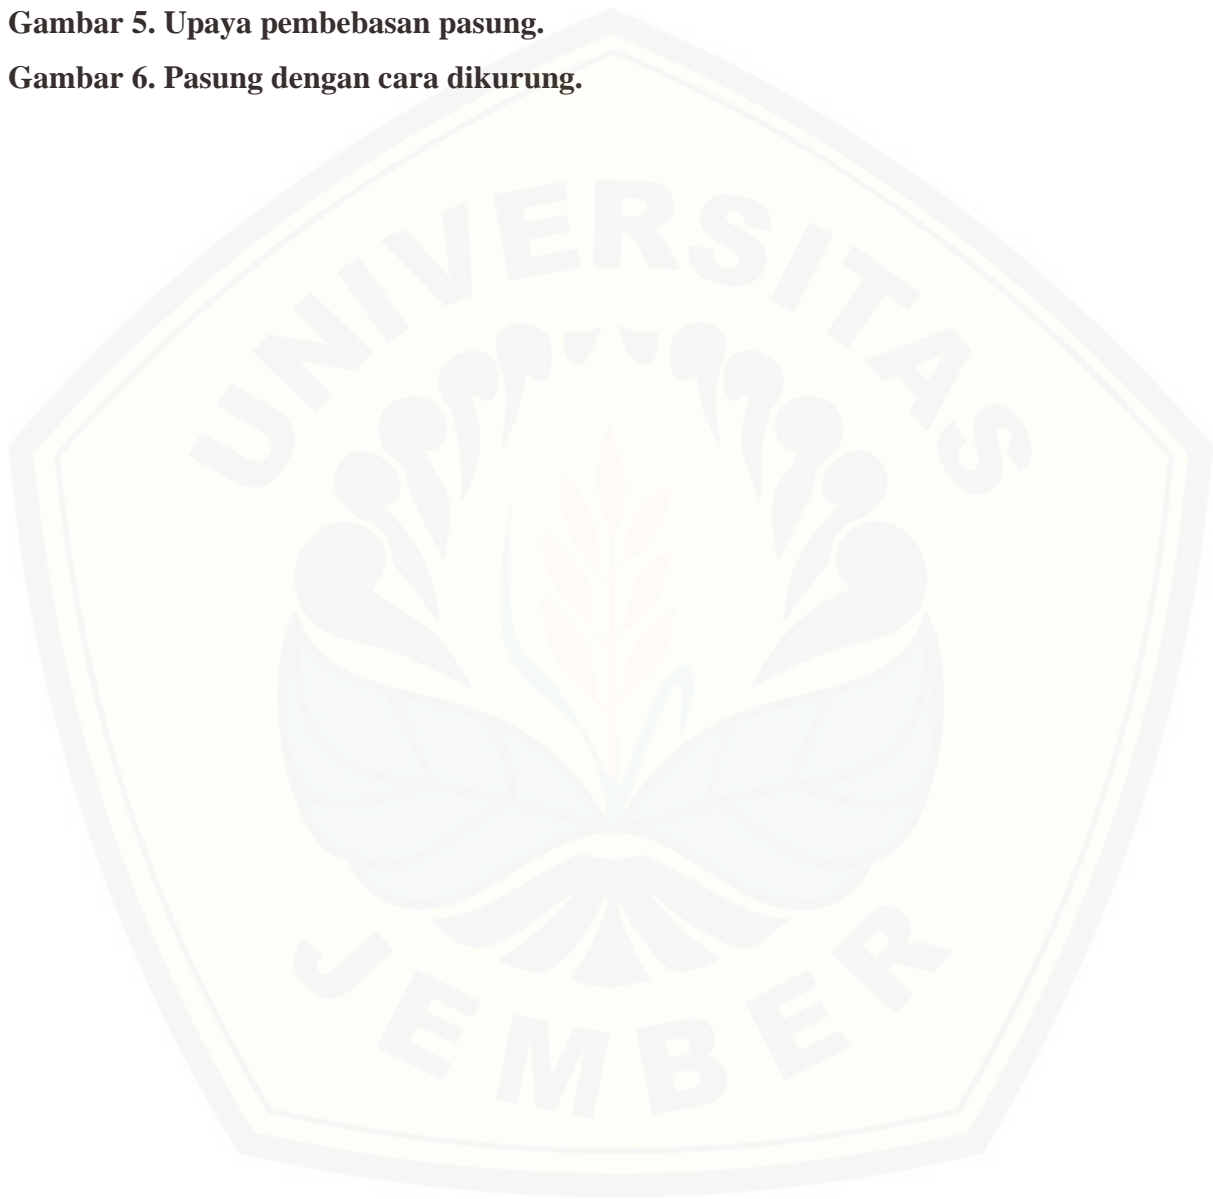 Gambar 5. Upaya pembebasan pasung.
Gambar 6. Pasung dengan cara dikurung.
UNIVERSITAS
JEMBER